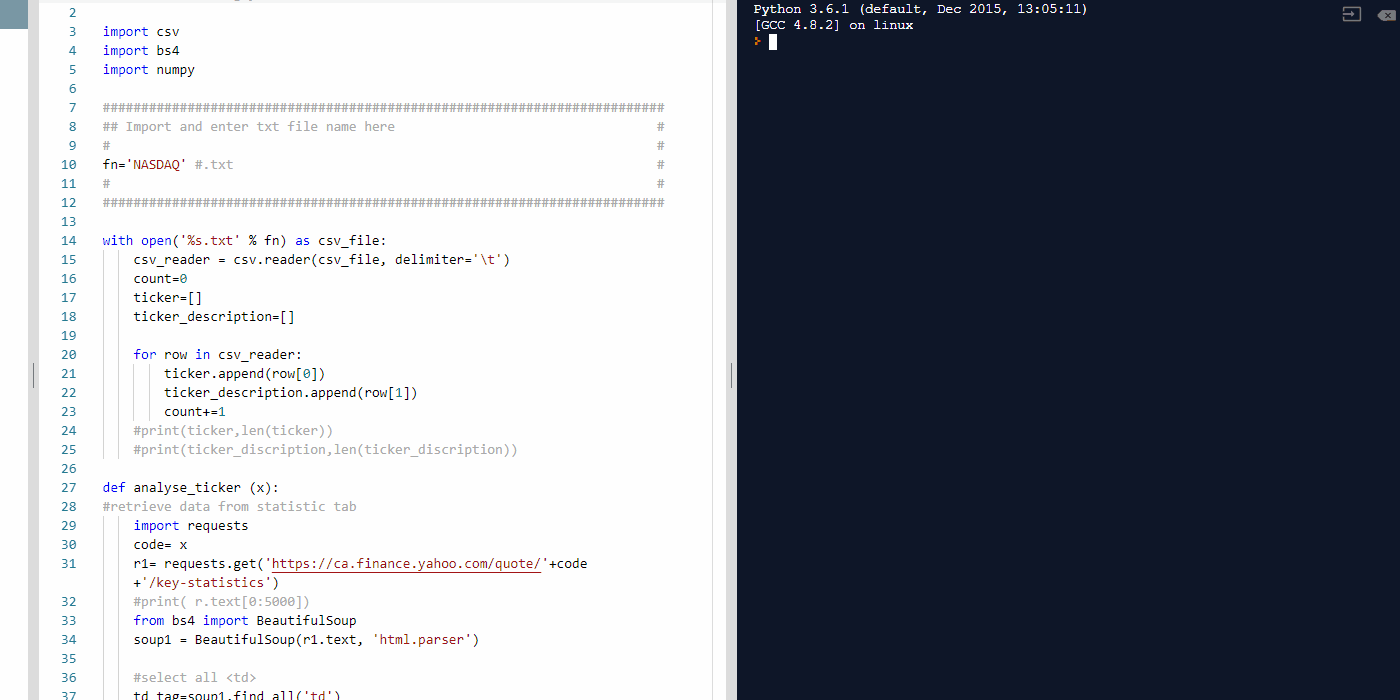 2
3 import csv
4 import bs4
5 import numpy
6
7 #########################################################################
8 ## Import and enter txt file name here #
9 # #
10 fn='NASDAQ' #.txt #
11 # #
12 #########################################################################
13
14 with open('%s.txt' % fn) as csv_file:
15 csv_reader = csv.reader(csv_file, delimiter='\t')
16 count=0
17 ticker=[]
18 ticker_description=[]
19
20 for row in csv_reader:
21 ticker.append(row[0])
22 ticker_description.append(row[1])
23 count+=1
24 #print(ticker,len(ticker))
25 #print(ticker_discription,len(ticker_discription))
26
27 def analyse_ticker (x):
28 #retrieve data from statistic tab
29 import requests
30 code= x
31 r1= requests.get('https://ca.finance.yahoo.com/quote/'+code
+'/key-statistics')
32 #print( r.text[0:5000])
33 from bs4 import BeautifulSoup
34 soup1 = BeautifulSoup(r1.text, 'html.parser')
35
36 #select all <td>
37 td_tag=soup1.find_all('td')
Python 3.6.1 (default, Dec 2015, 13:05:11)
[GCC 4.8.2] on linux